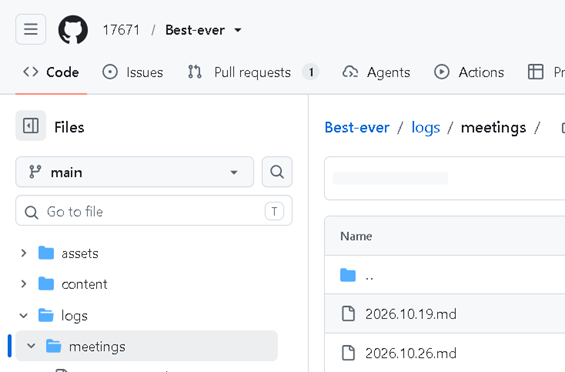 17671 / Best-ever
Code Issues Pull requests 1 Agents Actions
Files
Best-ever / logs / meetings /
main
Go to file T
Name
assets
..
content
logs
2026.10.19.md
meetings
2026.10.26.md